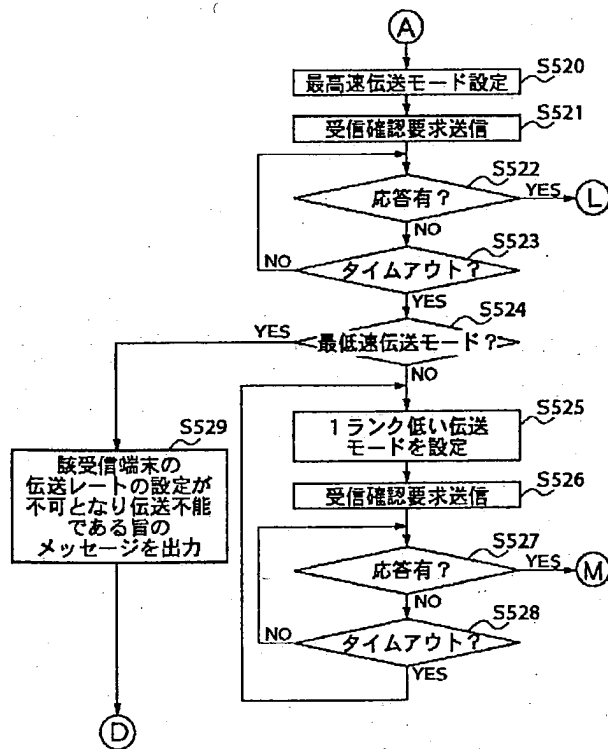 A
S520
最高速伝送モード設定
S521
受信確認要求送信
S522
応答有?
YES
L
NO
S523
タイムアウト?
NO
YES
S524
最低速伝送モード?
YES
NO
S525
1ランク低い伝送
モードを設定
S529
該受信端末の
伝送レートの設定が
不可となり伝送不能
である旨の
メッセージを出力
S526
受信確認要求送信
S527
応答有?
YES
M
NO
S528
タイムアウト?
NO
YES
D